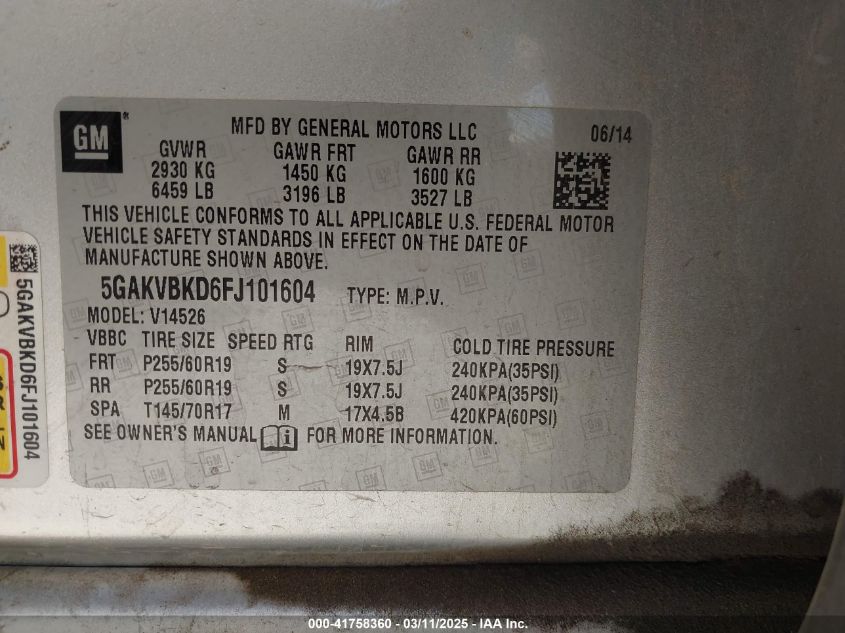 GM
MFD BY GENERAL MOTORS LLC 06/14
GVWR GAWR FRT GAWR RR
2930 KG 1450 KG 1600 KG
6459 LB 3196 LB 3527 LB
THIS VEHICLE CONFORMS TO ALL APPLICABLE U.S. FEDERAL MOTOR
VEHICLE SAFETY STANDARDS IN EFFECT ON THE DATE OF
MANUFACTURE SHOWN ABOVE.
5GAKVBKD6FJ101604 TYPE: M.P.V.
MODEL: V14526
VBBC TIRE SIZE SPEED RTG RIM COLD TIRE PRESSURE
FRT P255/60R19 S 19X7.5J 240KPA(35PSI)
RR P255/60R19 S 19X7.5J 240KPA(35PSI)
SPA T145/70R17 M 17X4.5B 420KPA(60PSI)
SEE OWNER'S MANUAL FOR MORE INFORMATION.
5GAKVBKD6FJ101604
000-41758360 - 03/11/2025 - IAA Inc.